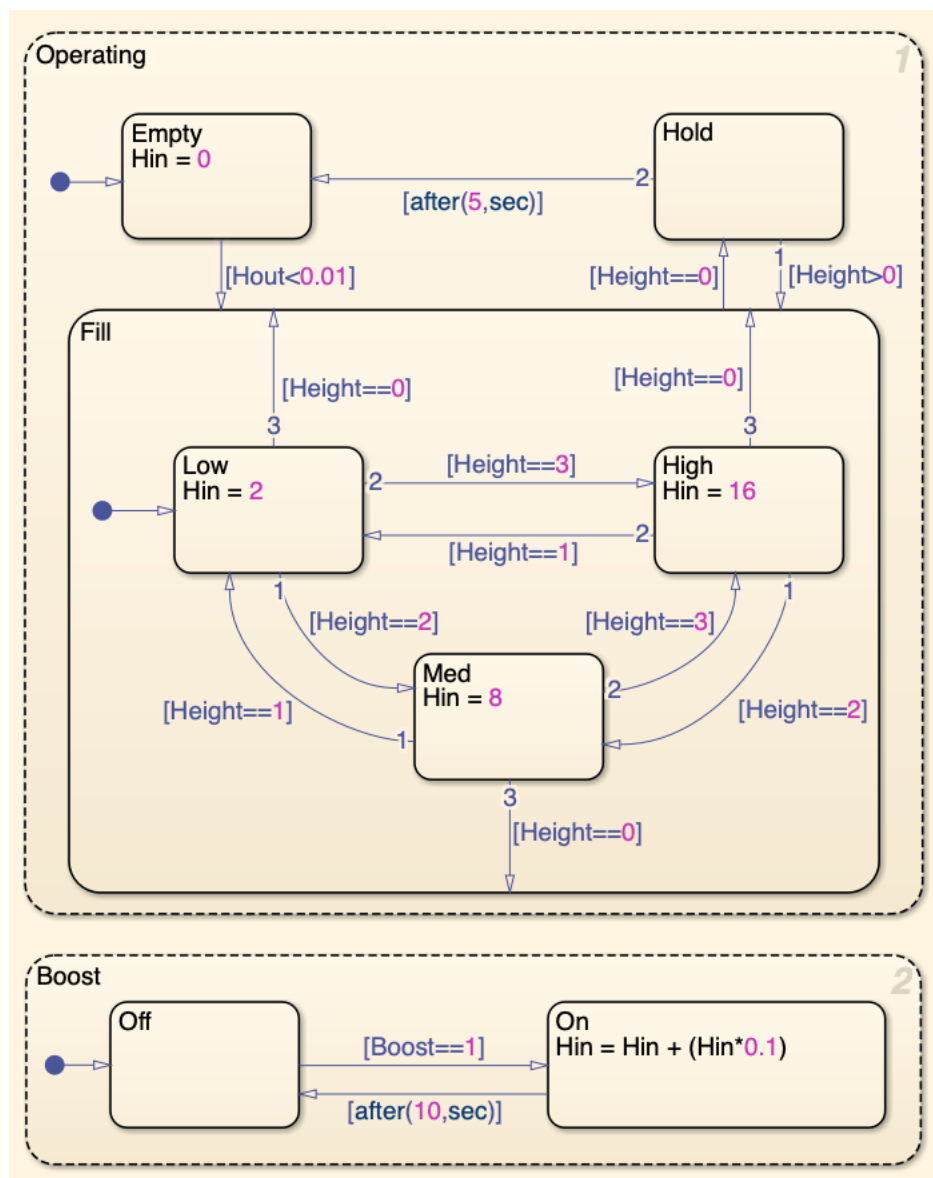 Operating
1
Empty
Hin = 0
Hold
2
[after(5,sec)]
[Hout<0.01]
[Height==0]
1
[Height>0]
Fill
[Height==0]
[Height==0]
3
3
Low
Hin = 2
2
[Height==3]
High
Hin = 16
2
[Height==1]
1
1
[Height==2]
[Height==3]
Med
Hin = 8
2
[Height==1]
[Height==2]
1
3
[Height==0]
Boost
2
Off
On
Hin = Hin + (Hin*0.1)
[Boost==1]
[after(10,sec)]